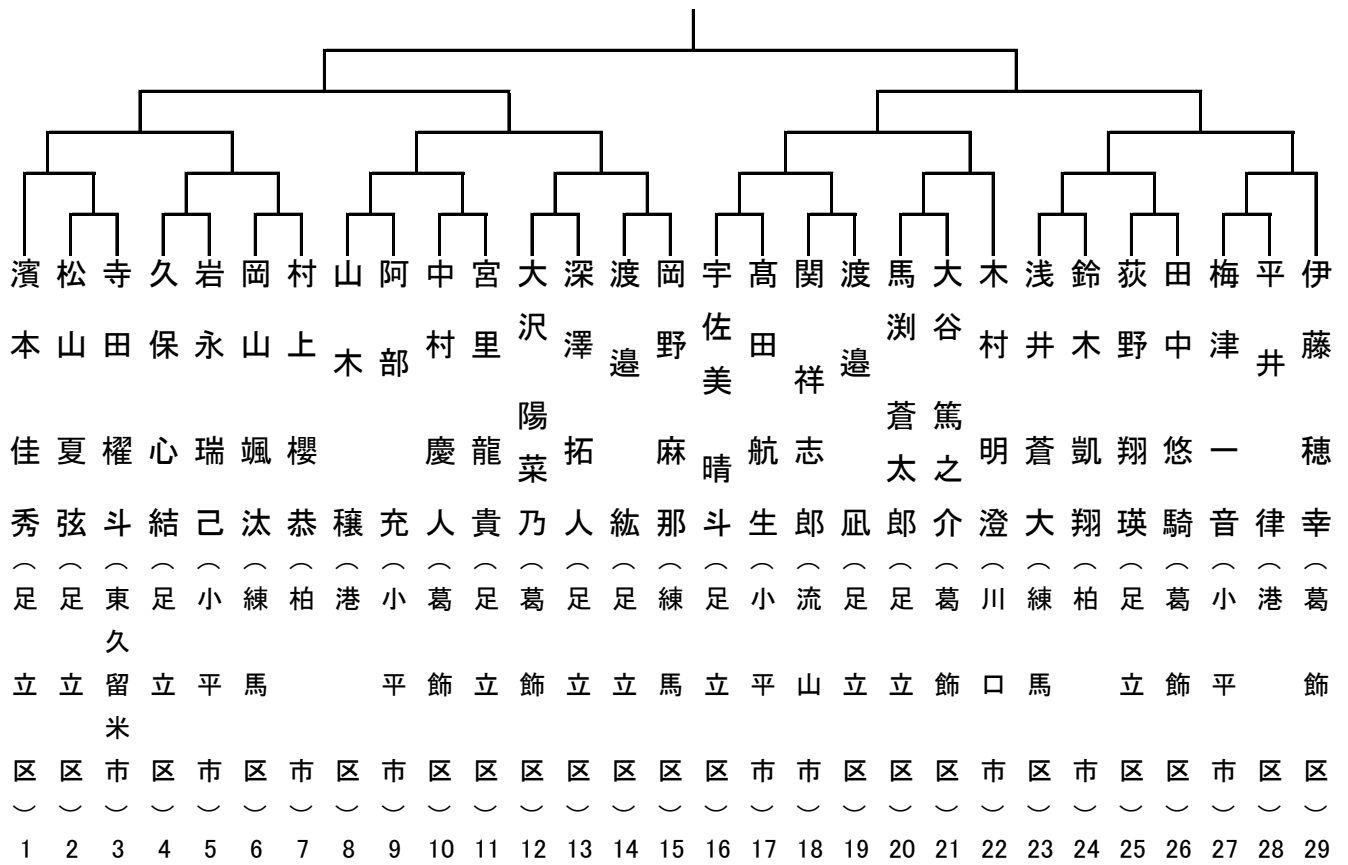 濱本佳秀（足立区）1
松山夏弦（足立区）2
寺田櫂斗（東久留米市）3
久保心結（足立区）4
岩永瑞己（小平市）5
岡山颯汰（練馬区）6
村上櫻恭（柏市）7
山木穣（港区）8
阿部充（小平市）9
中村慶人（葛飾区）10
宮里龍貴（足立区）11
大沢陽菜乃（葛飾区）12
深澤拓人（足立区）13
渡邉紘（足立区）14
岡野麻那（練馬区）15
宇佐美晴斗（足立区）16
髙田航生（小平市）17
関祥志郎（流山市）18
渡邉凪（足立区）19
馬渕蒼太郎（足立区）20
大谷篤之介（葛飾区）21
木村明澄（川口市）22
浅井蒼大（練馬区）23
鈴木凱翔（柏市）24
荻野翔瑛（足立区）25
田中悠騎（葛飾区）26
梅津一音（小平市）27
平井律（港区）28
伊藤穂幸（葛飾区）29